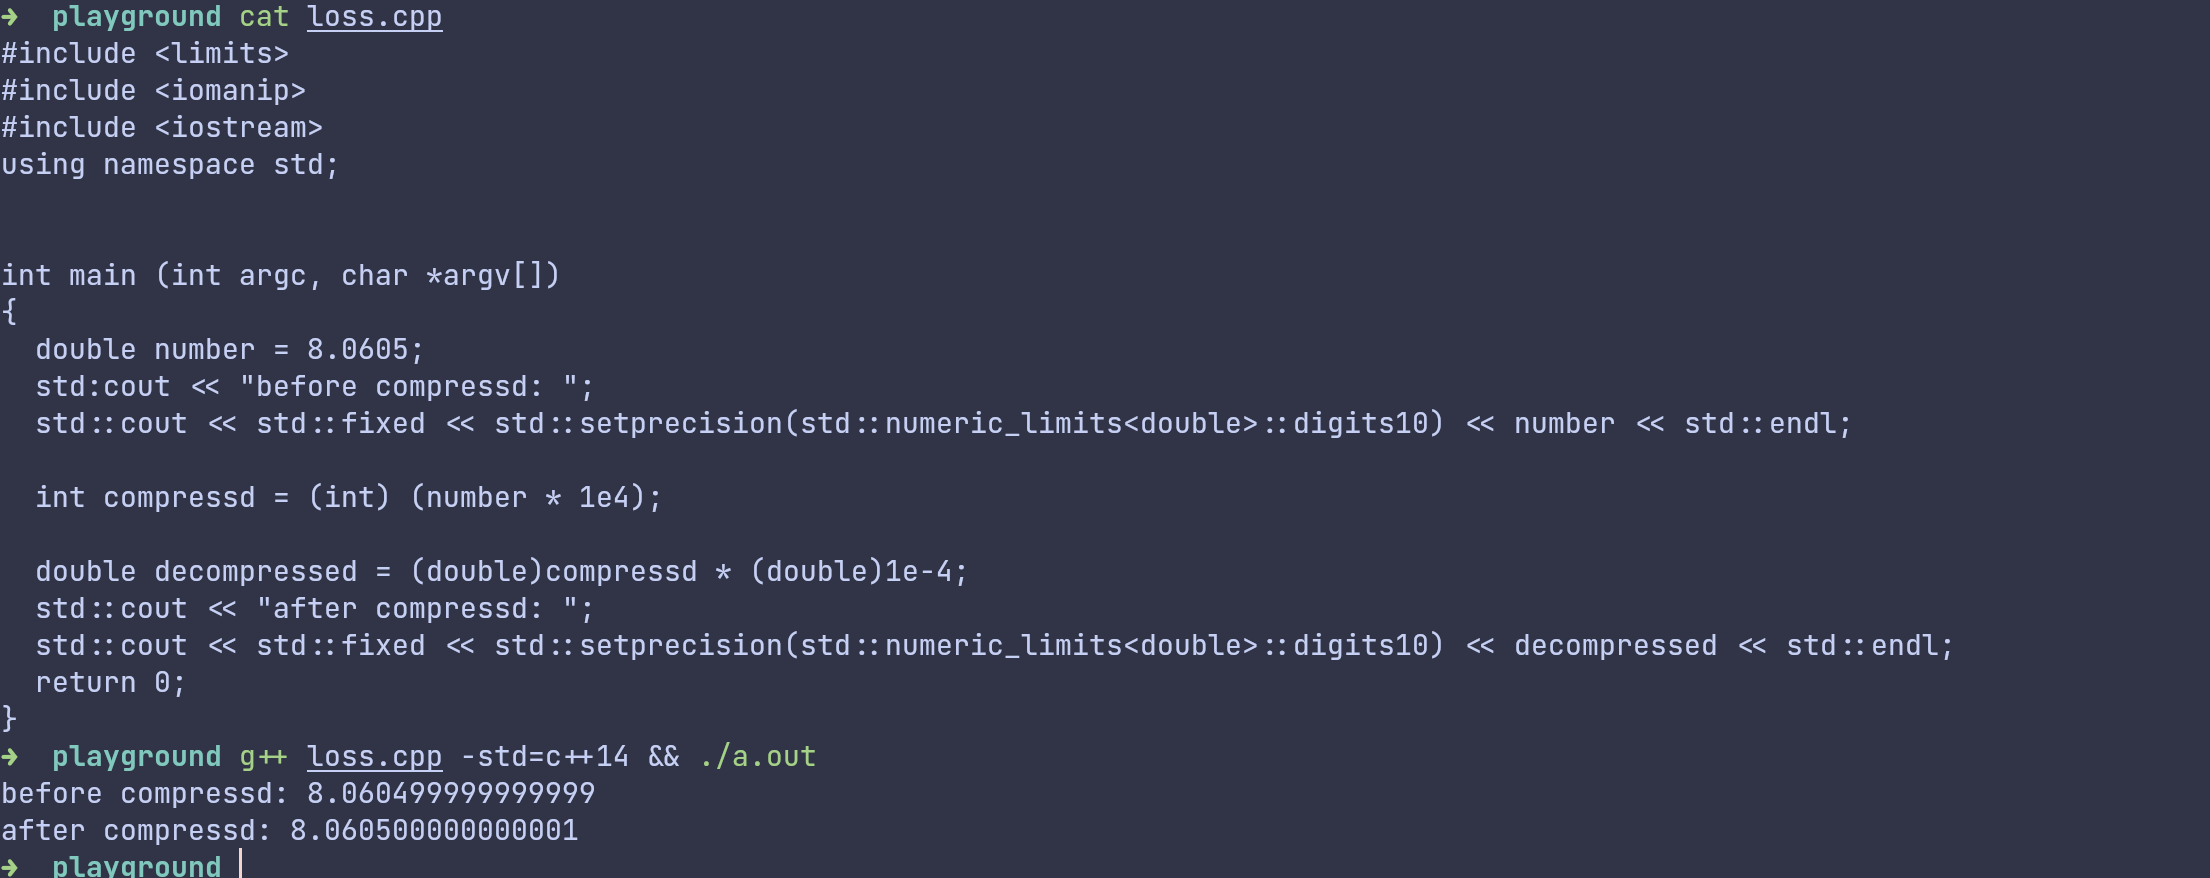 ➜  playground cat loss.cpp
#include <limits>
#include <iomanip>
#include <iostream>
using namespace std;
int main (int argc, char *argv[])
{
  double number = 8.0605;
  std:cout << "before compressd: ";
  std::cout << std::fixed << std::setprecision(std::numeric_limits<double>::digits10) << number << std::endl;
  int compressd = (int) (number * 1e4);
  double decompressed = (double)compressd * (double)1e-4;
  std::cout << "after compressd: ";
  std::cout << std::fixed << std::setprecision(std::numeric_limits<double>::digits10) << decompressed << std::endl;
  return 0;
}
➜  playground g++ loss.cpp -std=c++14 && ./a.out
before compressd: 8.060499999999999
after compressd: 8.060500000000001
➜  playground